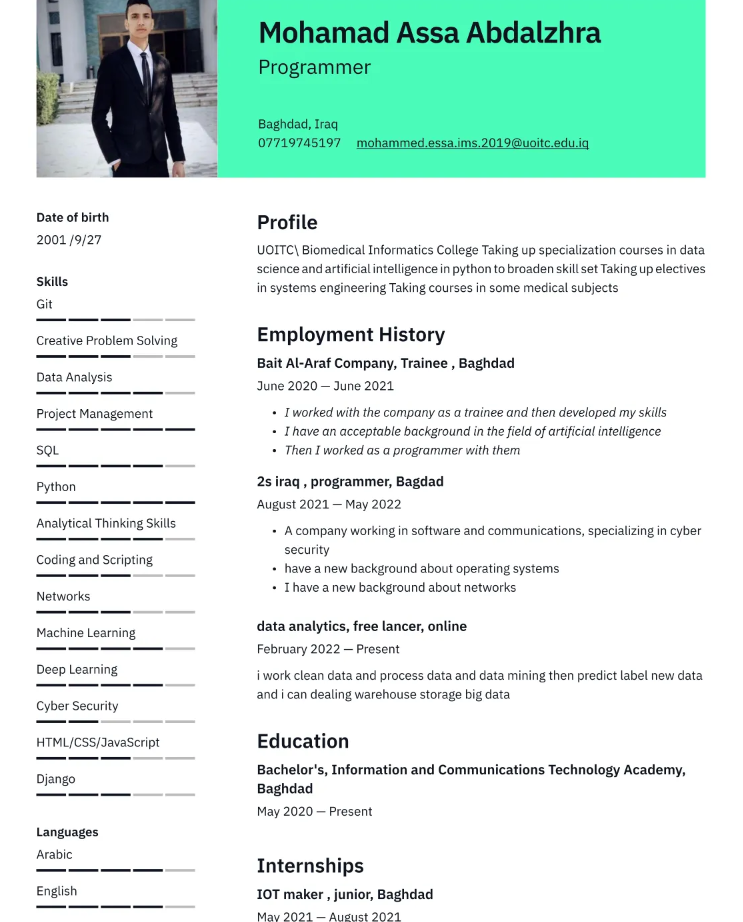 Mohamad Assa Abdalzhra
Programmer
Baghdad, Iraq
07719745197 mohammed.essa.ims.2019@uoitc.edu.iq
Date of birth
2001 /9/27
Skills
Git
Creative Problem Solving
Data Analysis
Project Management
SQL
Python
Analytical Thinking Skills
Coding and Scripting
Networks
Machine Learning
Deep Learning
Cyber Security
HTML/CSS/JavaScript
Django
Languages
Arabic
English
Profile
UOITC\ Biomedical Informatics College Taking up specialization courses in data
science and artificial intelligence in python to broaden skill set Taking up electives
in systems engineering Taking courses in some medical subjects
Employment History
Bait Al-Araf Company, Trainee , Baghdad
June 2020 — June 2021
• I worked with the company as a trainee and then developed my skills
• I have an acceptable background in the field of artificial intelligence
• Then I worked as a programmer with them
2s iraq , programmer, Bagdad
August 2021 — May 2022
• A company working in software and communications, specializing in cyber
security
• have a new background about operating systems
• I have a new background about networks
data analytics, free lancer, online
February 2022 — Present
i work clean data and process data and data mining then predict label new data
and i can dealing warehouse storage big data
Education
Bachelor's, Information and Communications Technology Academy,
Baghdad
May 2020 — Present
Internships
IOT maker , junior, Baghdad
May 2021 — August 2021